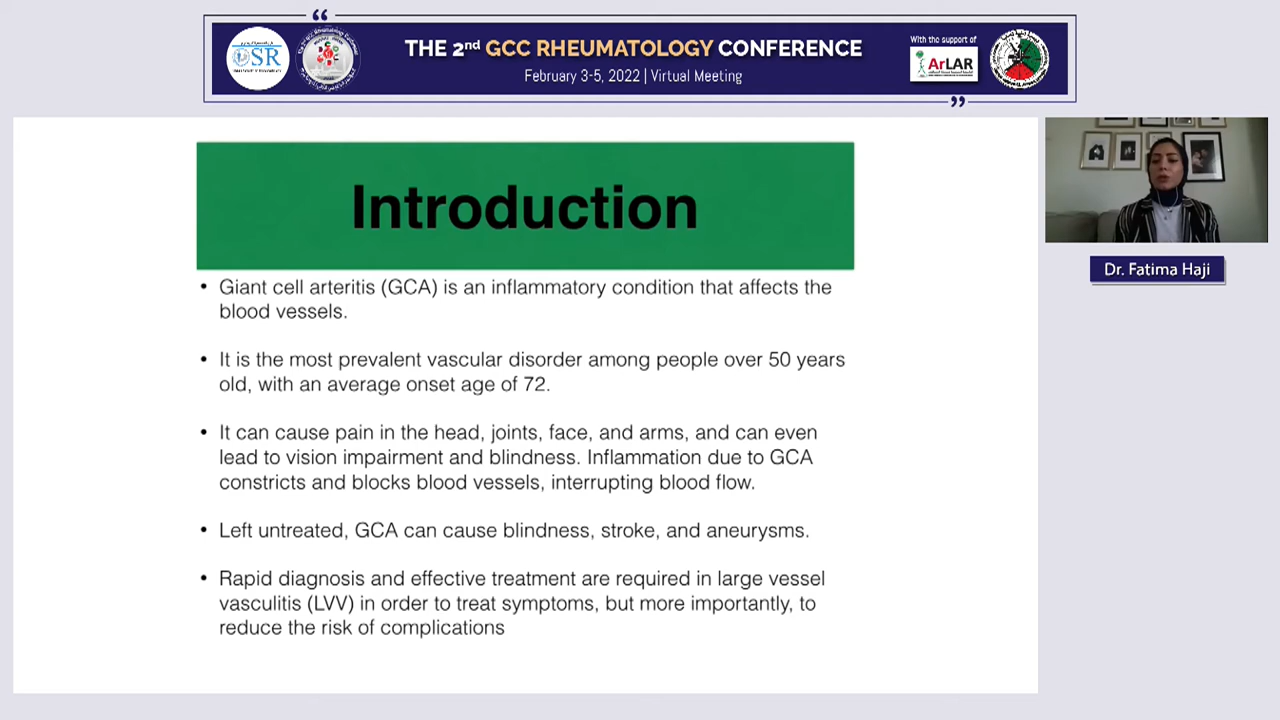 “
THE 2nd GCC RHEUMATOLOGY CONFERENCE
February 3-5, 2022 | Virtual Meeting
”
OSR
With the support of
ArLAR
Introduction
• Giant cell arteritis (GCA) is an inflammatory condition that affects the
blood vessels.
• It is the most prevalent vascular disorder among people over 50 years
old, with an average onset age of 72.
• It can cause pain in the head, joints, face, and arms, and can even
lead to vision impairment and blindness. Inflammation due to GCA
constricts and blocks blood vessels, interrupting blood flow.
• Left untreated, GCA can cause blindness, stroke, and aneurysms.
• Rapid diagnosis and effective treatment are required in large vessel
vasculitis (LVV) in order to treat symptoms, but more importantly, to
reduce the risk of complications
Dr. Fatima Haji